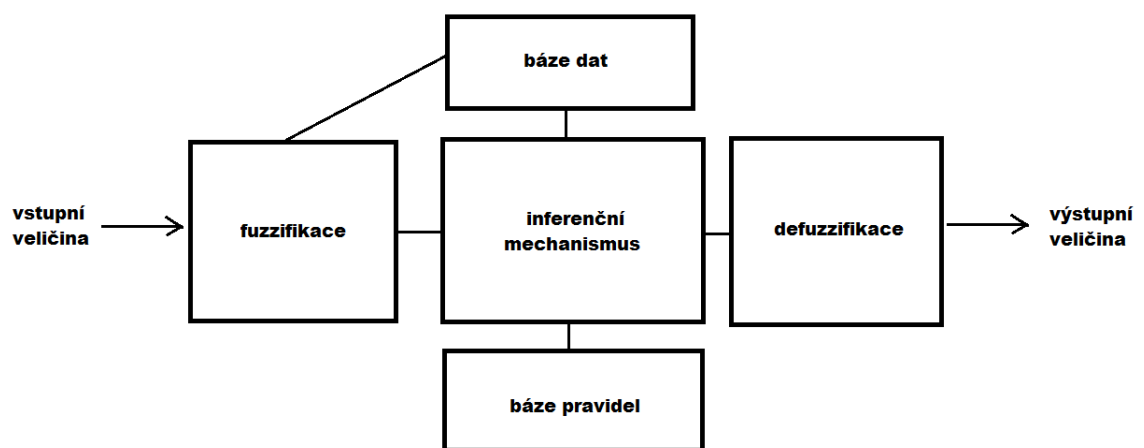 báze dat
vstupní
veličina
fuzzifikace
inferenční
mechanismus
defuzzifikace
výstupní
veličina
báze pravidel